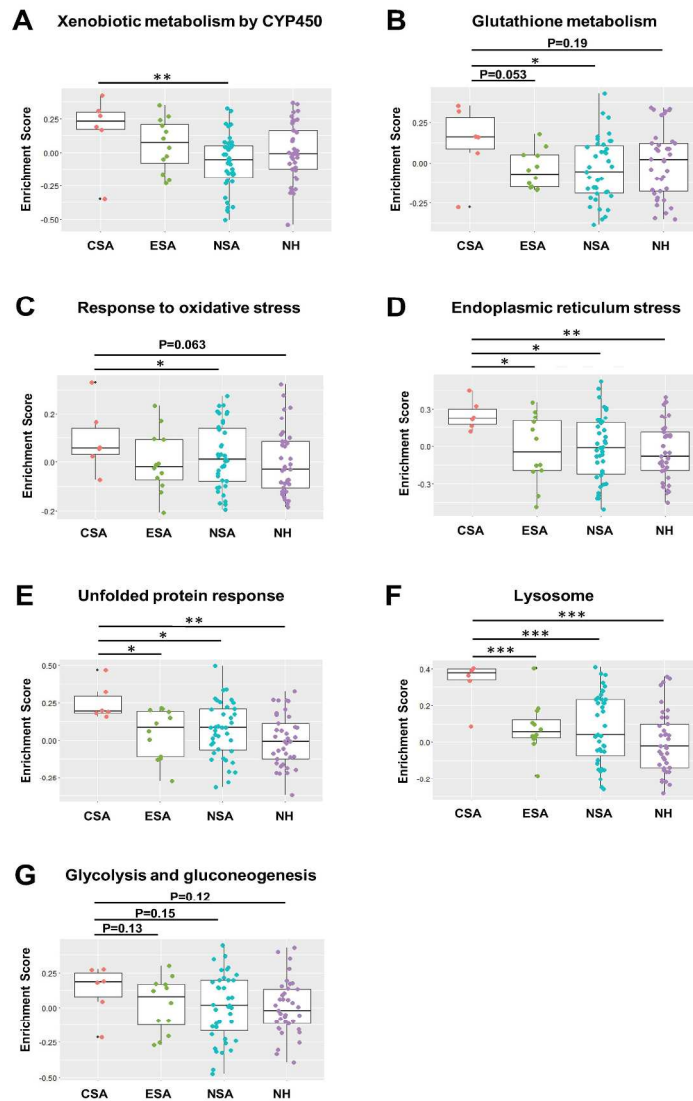 A Xenobiotic metabolism by CYP450
**
Enrichment Score
0.25
0.00
-0.25
-0.50
CSA ESA NSA NH
B Glutathione metabolism
P=0.19
*
P=0.053
Enrichment Score
0.25
0.00
-0.25
CSA ESA NSA NH
C Response to oxidative stress
P=0.063
*
Enrichment Score
0.2
0.0
-0.2
CSA ESA NSA NH
D Endoplasmic reticulum stress
**
*
*
Enrichment Score
0.3
0.0
-0.3
CSA ESA NSA NH
E Unfolded protein response
**
*
*
Enrichment Score
0.50
0.25
0.00
-0.26
CSA ESA NSA NH
F Lysosome
***
***
***
Enrichment Score
0.4
0.2
0.0
-0.2
CSA ESA NSA NH
G Glycolysis and gluconeogenesis
P=0.12
P=0.15
P=0.13
Enrichment Score
0.25
0.00
-0.25
-0.50
CSA ESA NSA NH